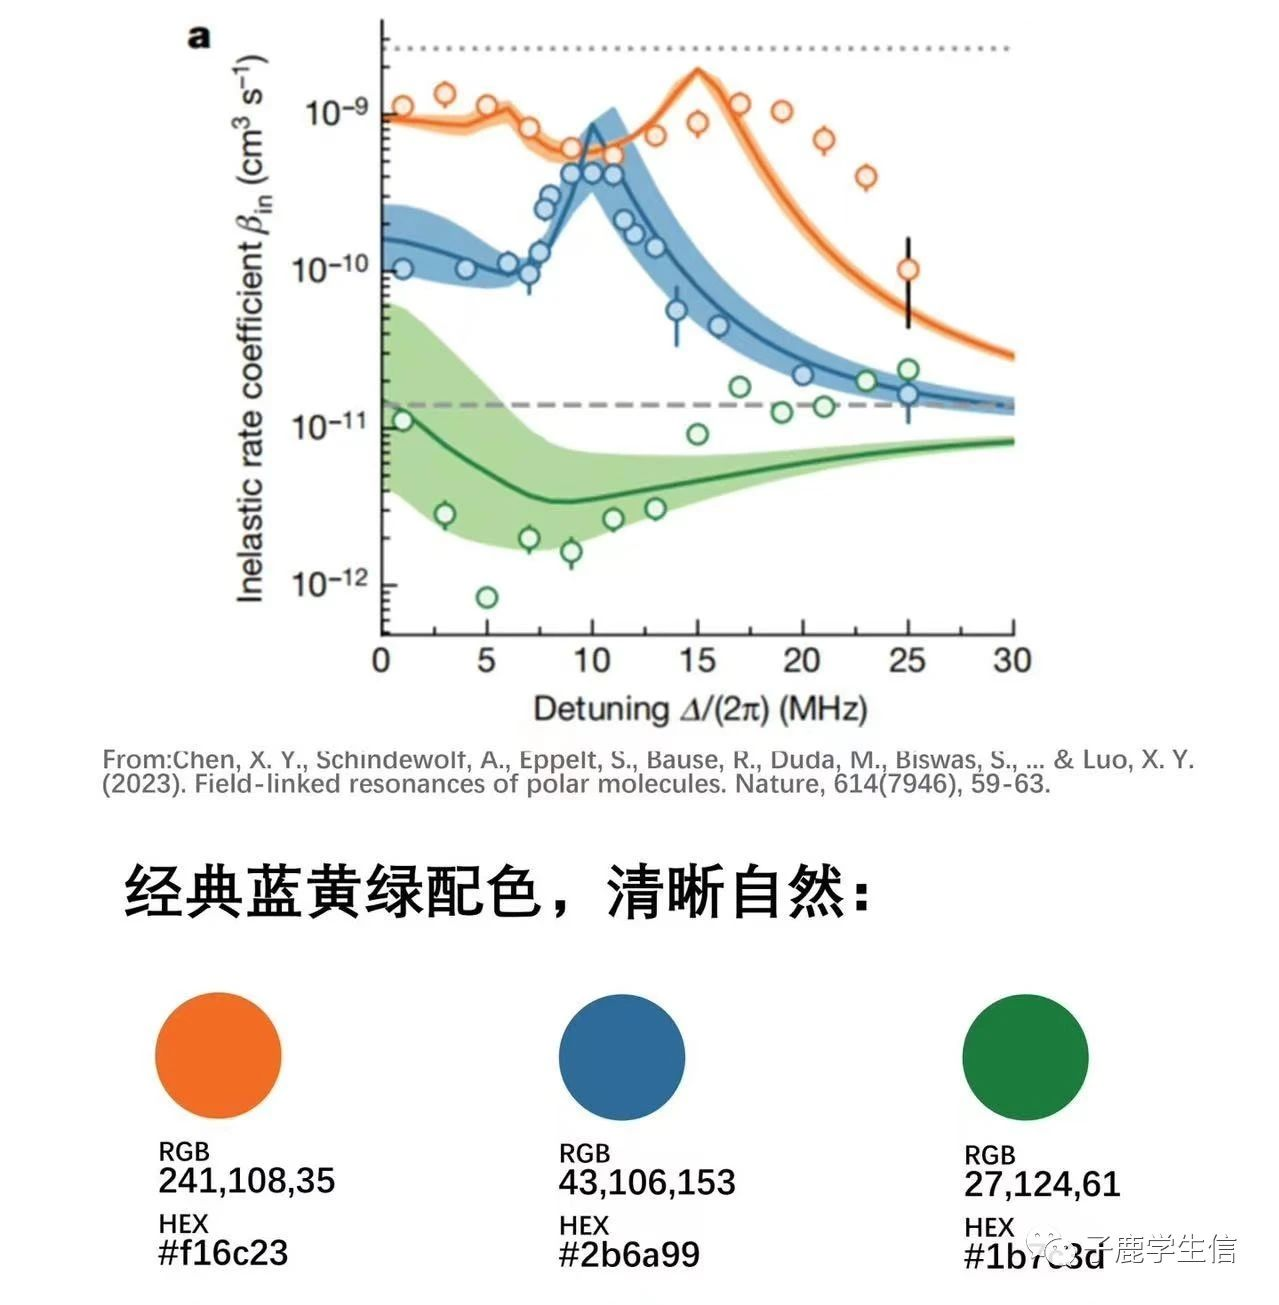 a
Inelastic rate coefficient βin (cm³ s⁻¹)
10⁻⁹
10⁻¹⁰
10⁻¹¹
10⁻¹²
0 5 10 15 20 25 30
Detuning Δ/(2π) (MHz)
From:Chen, X. Y., Schindewolf, A., Eppelt, S., Bause, R., Duda, M., Biswas, S., ... & Luo, X. Y.
(2023). Field-linked resonances of polar molecules. Nature, 614(7946), 59-63.
经典蓝黄绿配色，清晰自然：
RGB
241,108,35
HEX
#f16c23
RGB
43,106,153
HEX
#2b6a99
RGB
27,124,61
HEX
#1b7c3d
子鹿学生信